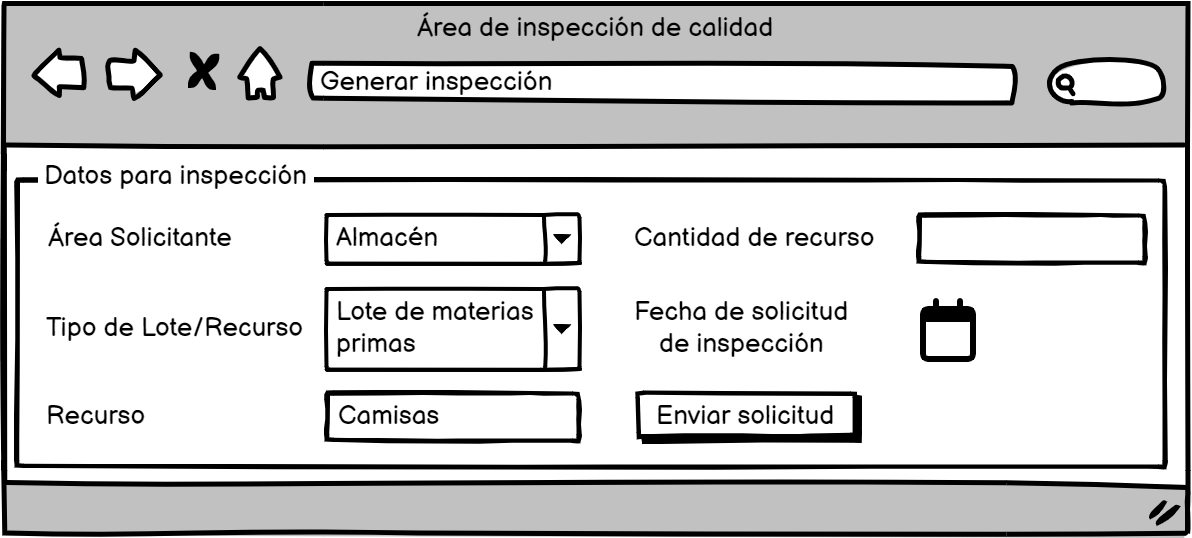 Área de inspección de calidad
Generar inspección
Datos para inspección
Área Solicitante
Almacén
Cantidad de recurso
Tipo de Lote/Recurso
Lote de materias
primas
Fecha de solicitud
de inspección
Recurso
Camisas
Enviar solicitud